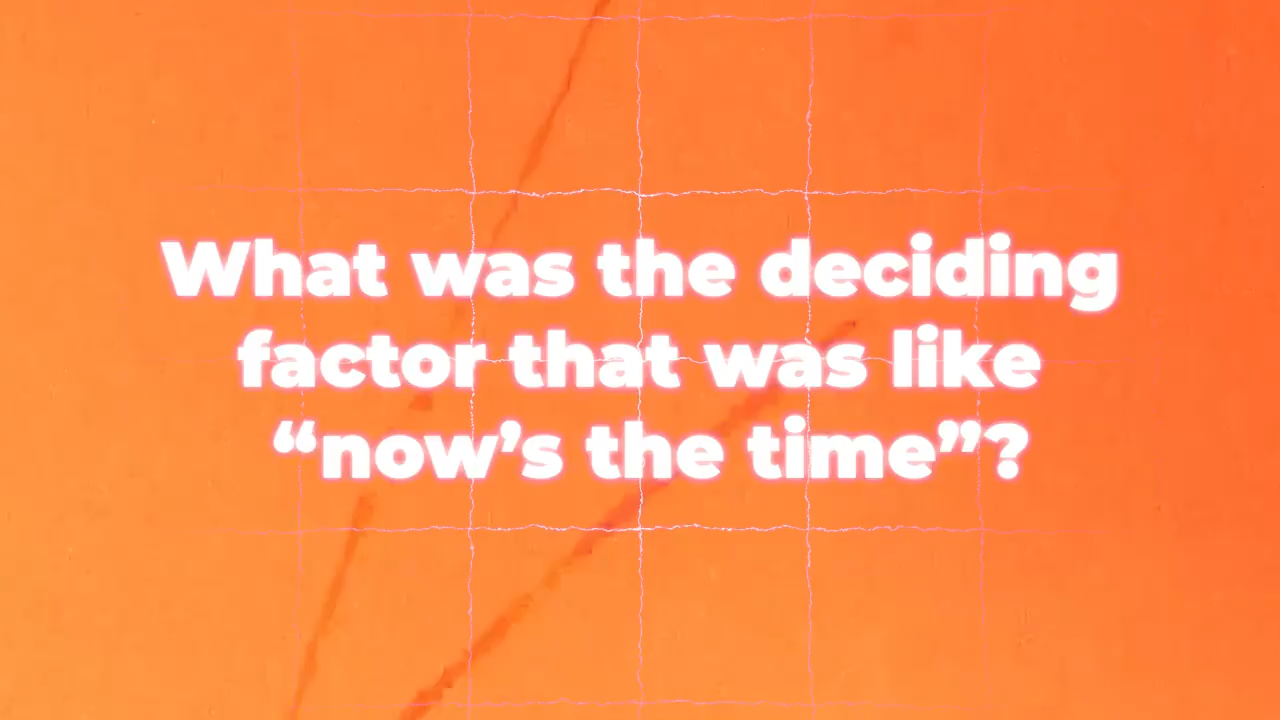 What was the deciding
factor that was like
“now’s the time”?